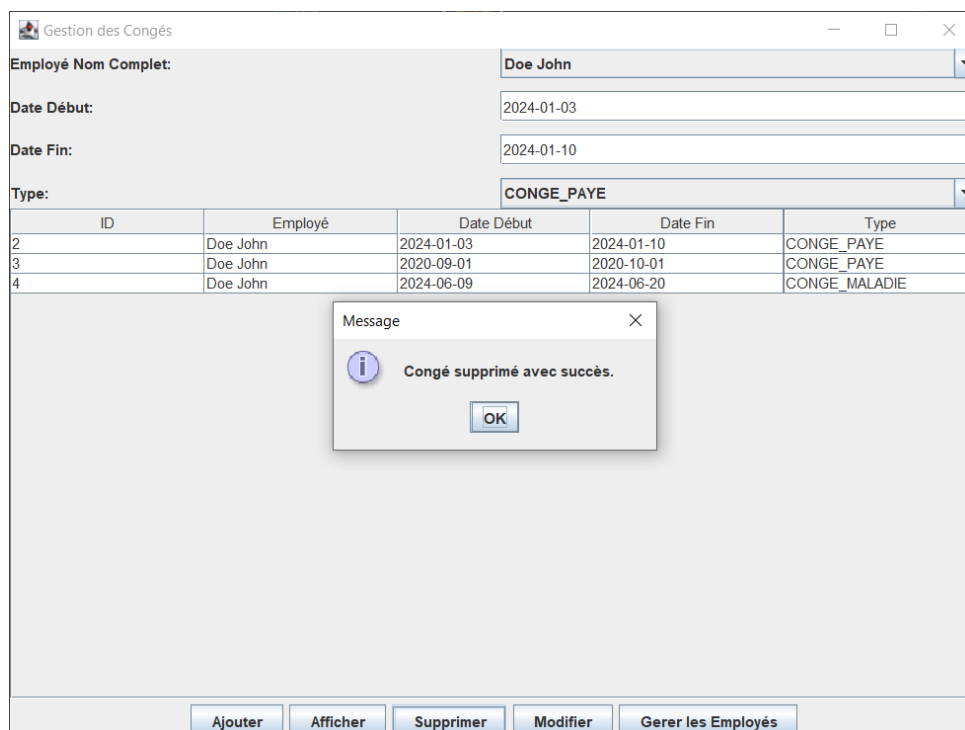 Gestion des Congés
Employé Nom Complet: Doe John
Date Début: 2024-01-03
Date Fin: 2024-01-10
Type: CONGE_PAYE
ID Employé Date Début Date Fin Type
2 Doe John 2024-01-03 2024-01-10 CONGE_PAYE
3 Doe John 2020-09-01 2020-10-01 CONGE_PAYE
4 Doe John 2024-06-09 2024-06-20 CONGE_MALADIE
Message
Congé supprimé avec succès.
OK
Ajouter Afficher Supprimer Modifier Gerer les Employés